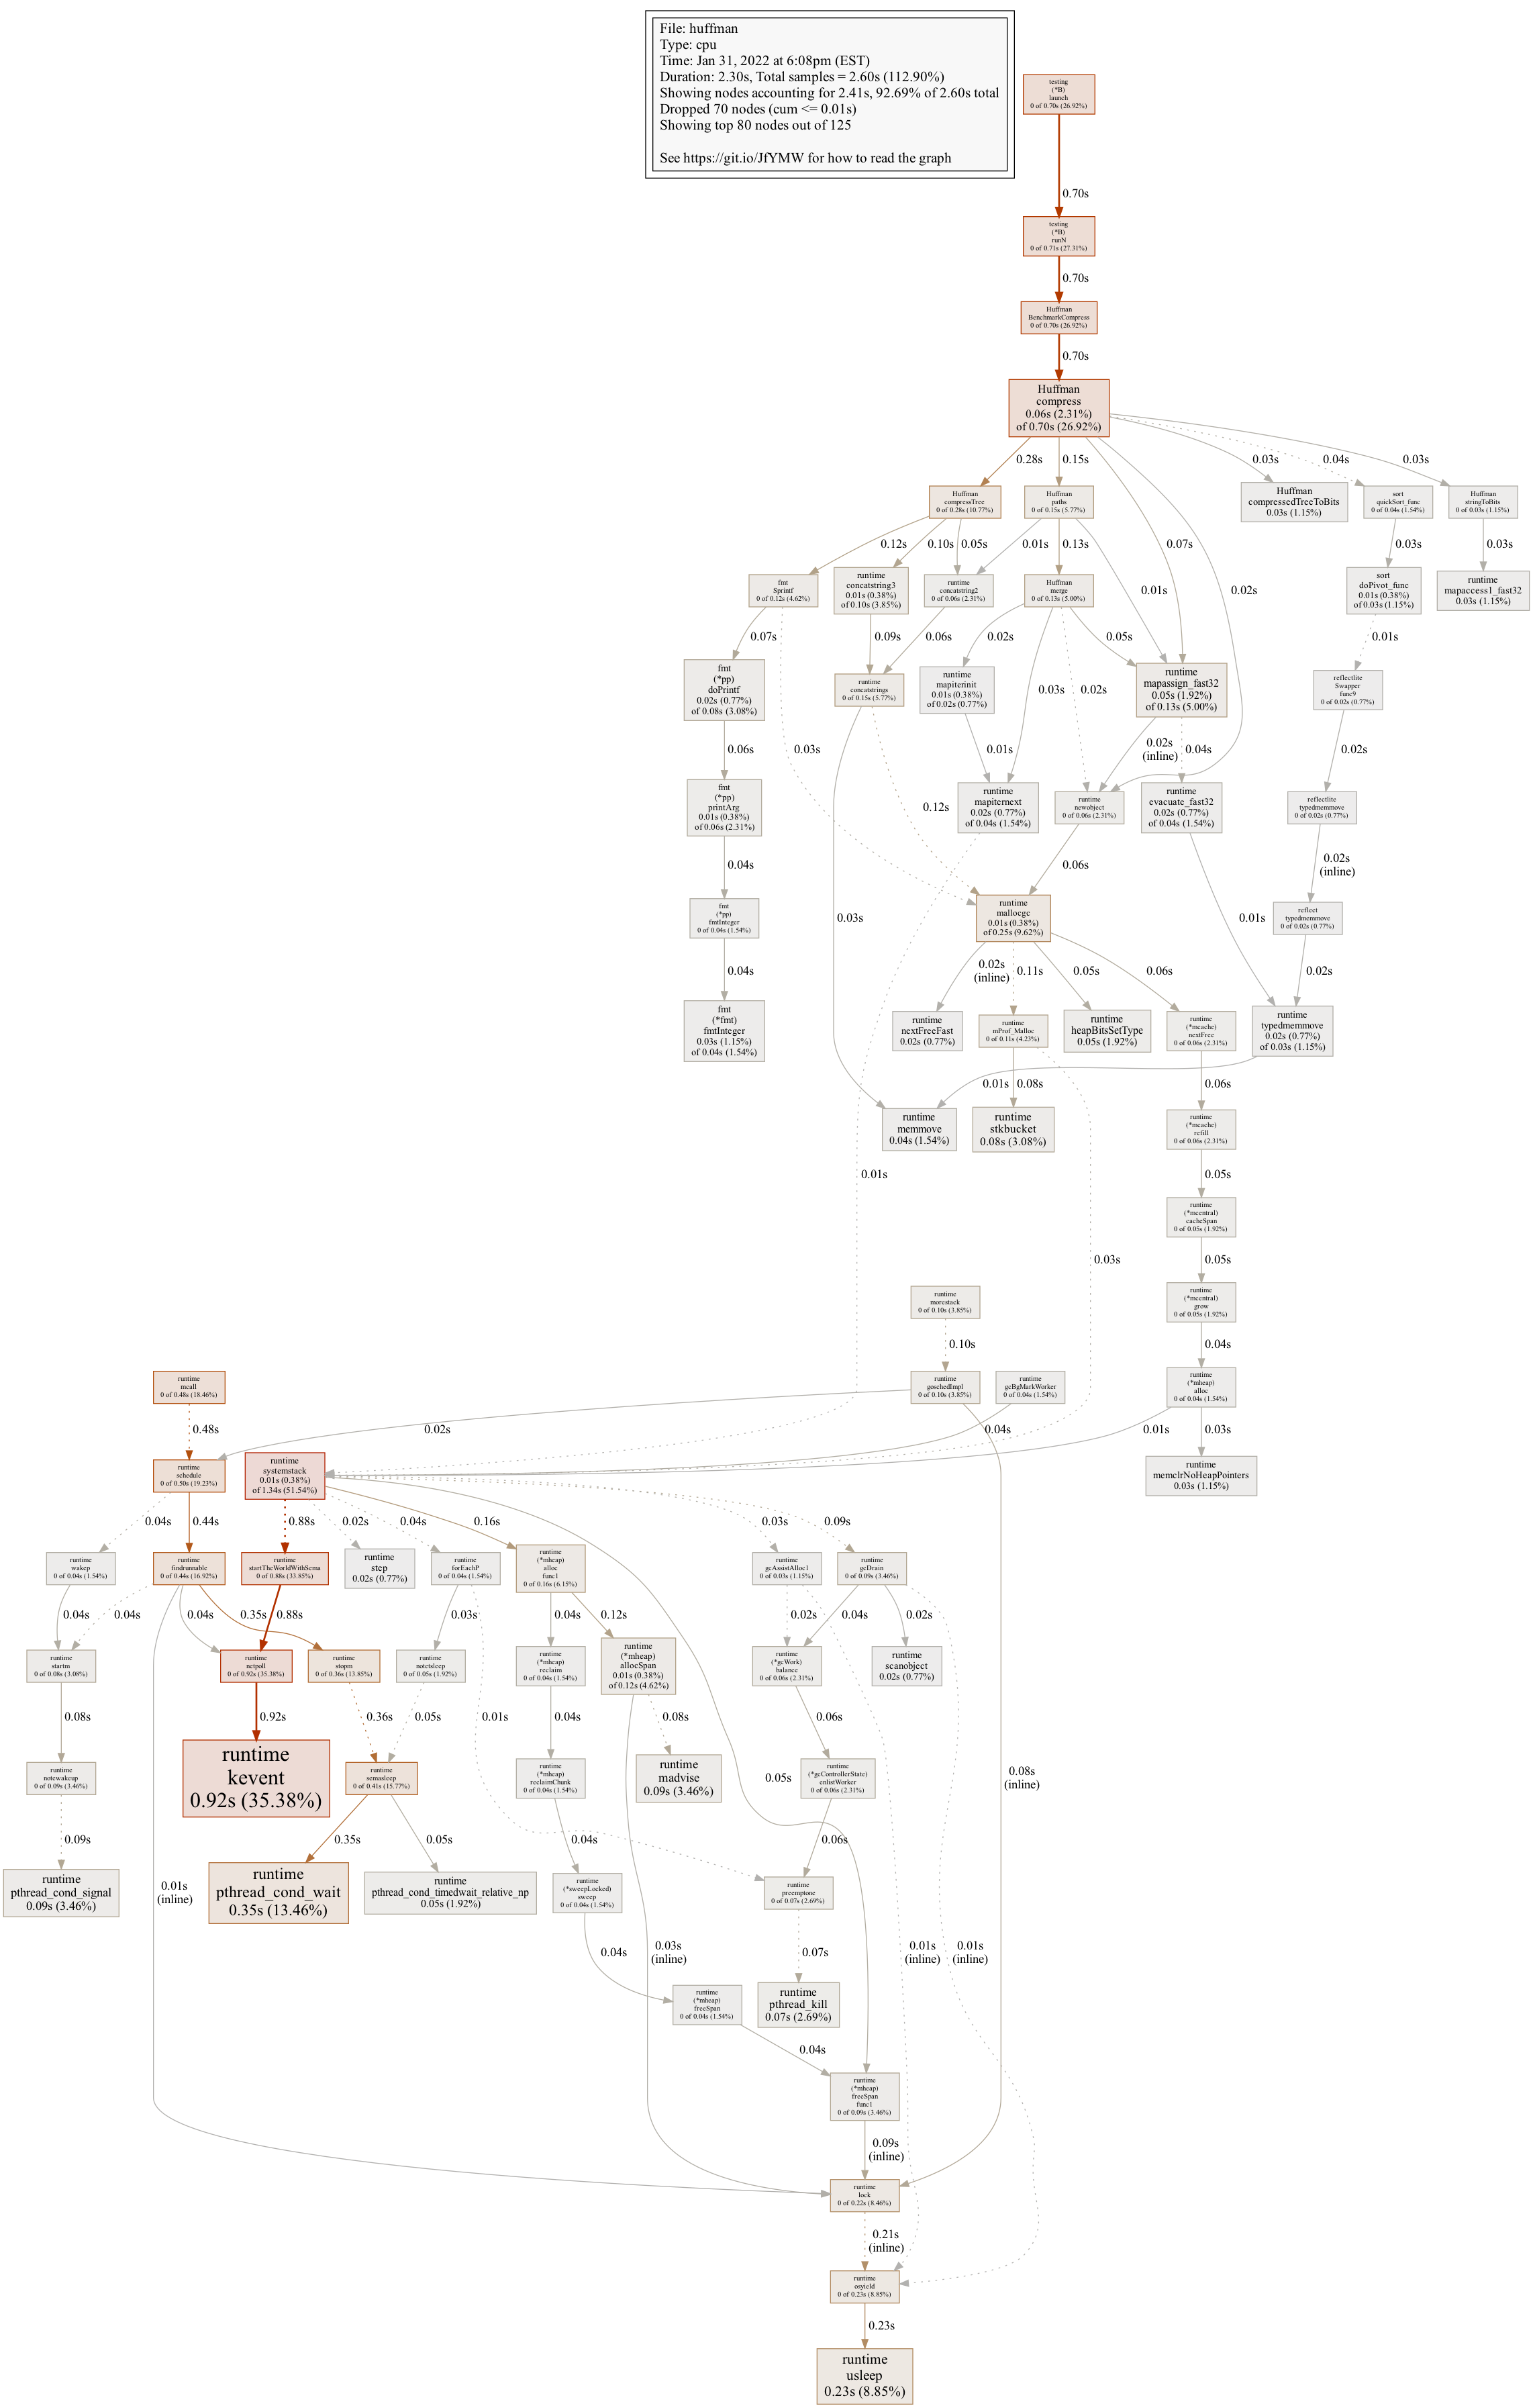 File: huffman
Type: cpu
Time: Jan 31, 2022 at 6:08pm (EST)
Duration: 2.30s, Total samples = 2.60s (112.90%)
Showing nodes accounting for 2.41s, 92.69% of 2.60s total
Dropped 70 nodes (cum <= 0.01s)
Showing top 80 nodes out of 125
See https://git.io/JfYMW for how to read the graph
testing
(*B)
launch
0 of 0.70s (26.92%)
0.70s
testing
(*B)
runN
0 of 0.71s (27.31%)
0.70s
Huffman
BenchmarkCompress
0 of 0.70s (26.92%)
0.70s
Huffman
compress
0.06s (2.31%)
of 0.70s (26.92%)
0.28s
0.15s
0.03s
0.04s
0.03s
Huffman
compressTree
0 of 0.28s (10.77%)
Huffman
paths
0 of 0.15s (5.77%)
Huffman
compressedTreeToBits
0.03s (1.15%)
sort
quickSort_func
0 of 0.04s (1.54%)
Huffman
stringToBits
0 of 0.03s (1.15%)
0.12s
0.10s
0.05s
0.01s
0.13s
0.07s
0.03s
0.03s
fmt
Sprintf
0 of 0.12s (4.62%)
runtime
concatstring3
0.01s (0.38%)
of 0.10s (3.85%)
runtime
concatstring2
0 of 0.06s (2.31%)
Huffman
merge
0 of 0.13s (5.00%)
0.01s
0.02s
sort
doPivot_func
0.01s (0.38%)
of 0.03s (1.15%)
runtime
mapaccess1_fast32
0.03s (1.15%)
0.07s
0.09s
0.06s
0.02s
0.05s
0.01s
fmt
(*pp)
doPrintf
0.02s (0.77%)
of 0.08s (3.08%)
runtime
concatstrings
0 of 0.15s (5.77%)
runtime
mapiterinit
0.01s (0.38%)
of 0.02s (0.77%)
0.03s
0.02s
runtime
mapassign_fast32
0.05s (1.92%)
of 0.13s (5.00%)
reflectlite
Swapper
func9
0 of 0.02s (0.77%)
0.06s
0.03s
0.01s
0.02s
(inline)
0.04s
0.02s
fmt
(*pp)
printArg
0.01s (0.38%)
of 0.06s (2.31%)
0.12s
runtime
mapiternext
0.02s (0.77%)
of 0.04s (1.54%)
runtime
newobject
0 of 0.06s (2.31%)
runtime
evacuate_fast32
0.02s (0.77%)
of 0.04s (1.54%)
reflectlite
typedmemmove
0 of 0.02s (0.77%)
0.04s
0.06s
0.02s
(inline)
fmt
(*pp)
fmtInteger
0 of 0.04s (1.54%)
0.03s
runtime
mallocgc
0.01s (0.38%)
of 0.25s (9.62%)
0.01s
reflect
typedmemmove
0 of 0.02s (0.77%)
0.04s
0.02s
(inline)
0.11s
0.05s
0.06s
0.02s
fmt
(*fmt)
fmtInteger
0.03s (1.15%)
of 0.04s (1.54%)
runtime
nextFreeFast
0.02s (0.77%)
runtime
mProf_Malloc
0 of 0.11s (4.23%)
runtime
heapBitsSetType
0.05s (1.92%)
runtime
(*mcache)
nextFree
0 of 0.06s (2.31%)
runtime
typedmemmove
0.02s (0.77%)
of 0.03s (1.15%)
0.01s
0.08s
0.06s
runtime
memmove
0.04s (1.54%)
runtime
stkbucket
0.08s (3.08%)
runtime
(*mcache)
refill
0 of 0.06s (2.31%)
0.01s
0.05s
runtime
(*mcentral)
cacheSpan
0 of 0.05s (1.92%)
0.03s
0.05s
runtime
morestack
0 of 0.10s (3.85%)
runtime
(*mcentral)
grow
0 of 0.05s (1.92%)
0.10s
0.04s
runtime
mcall
0 of 0.48s (18.46%)
runtime
goschedImpl
0 of 0.10s (3.85%)
runtime
gcBgMarkWorker
0 of 0.04s (1.54%)
runtime
(*mheap)
alloc
0 of 0.04s (1.54%)
0.48s
0.02s
0.04s
0.01s
0.03s
runtime
schedule
0 of 0.50s (19.23%)
runtime
systemstack
0.01s (0.38%)
of 1.34s (51.54%)
runtime
memclrNoHeapPointers
0.03s (1.15%)
0.04s
0.44s
0.88s
0.02s
0.04s
0.16s
0.03s
0.09s
runtime
wakep
0 of 0.04s (1.54%)
runtime
findrunnable
0 of 0.44s (16.92%)
runtime
startTheWorldWithSema
0 of 0.88s (33.85%)
runtime
step
0.02s (0.77%)
runtime
forEachP
0 of 0.04s (1.54%)
runtime
(*mheap)
alloc
func1
0 of 0.16s (6.15%)
runtime
gcAssistAlloc1
0 of 0.03s (1.15%)
runtime
gcDrain
0 of 0.09s (3.46%)
0.04s
0.04s
0.04s
0.35s
0.88s
0.03s
0.04s
0.12s
0.02s
0.04s
0.02s
runtime
startm
0 of 0.08s (3.08%)
runtime
netpoll
0 of 0.92s (35.38%)
runtime
stopm
0 of 0.36s (13.85%)
runtime
notetsleep
0 of 0.05s (1.92%)
runtime
(*mheap)
reclaim
0 of 0.04s (1.54%)
runtime
(*mheap)
allocSpan
0.01s (0.38%)
of 0.12s (4.62%)
runtime
(*gcWork)
balance
0 of 0.06s (2.31%)
runtime
scanobject
0.02s (0.77%)
0.08s
0.92s
0.36s
0.05s
0.01s
0.04s
0.08s
0.06s
runtime
notewakeup
0 of 0.09s (3.46%)
runtime
kevent
0.92s (35.38%)
runtime
semasleep
0 of 0.41s (15.77%)
runtime
(*mheap)
reclaimChunk
0 of 0.04s (1.54%)
runtime
madvise
0.09s (3.46%)
0.05s
runtime
(*gcControllerState)
enlistWorker
0 of 0.06s (2.31%)
0.08s
(inline)
0.09s
0.35s
0.05s
0.04s
0.06s
runtime
pthread_cond_signal
0.09s (3.46%)
0.01s
(inline)
runtime
pthread_cond_wait
0.35s (13.46%)
runtime
pthread_cond_timedwait_relative_np
0.05s (1.92%)
runtime
(*sweepLocked)
sweep
0 of 0.04s (1.54%)
runtime
preemptone
0 of 0.07s (2.69%)
0.04s
0.03s
(inline)
0.07s
0.01s
(inline)
0.01s
(inline)
runtime
(*mheap)
freeSpan
0 of 0.04s (1.54%)
runtime
pthread_kill
0.07s (2.69%)
0.04s
runtime
(*mheap)
freeSpan
func1
0 of 0.09s (3.46%)
0.09s
(inline)
runtime
lock
0 of 0.22s (8.46%)
0.21s
(inline)
runtime
osyield
0 of 0.23s (8.85%)
0.23s
runtime
usleep
0.23s (8.85%)